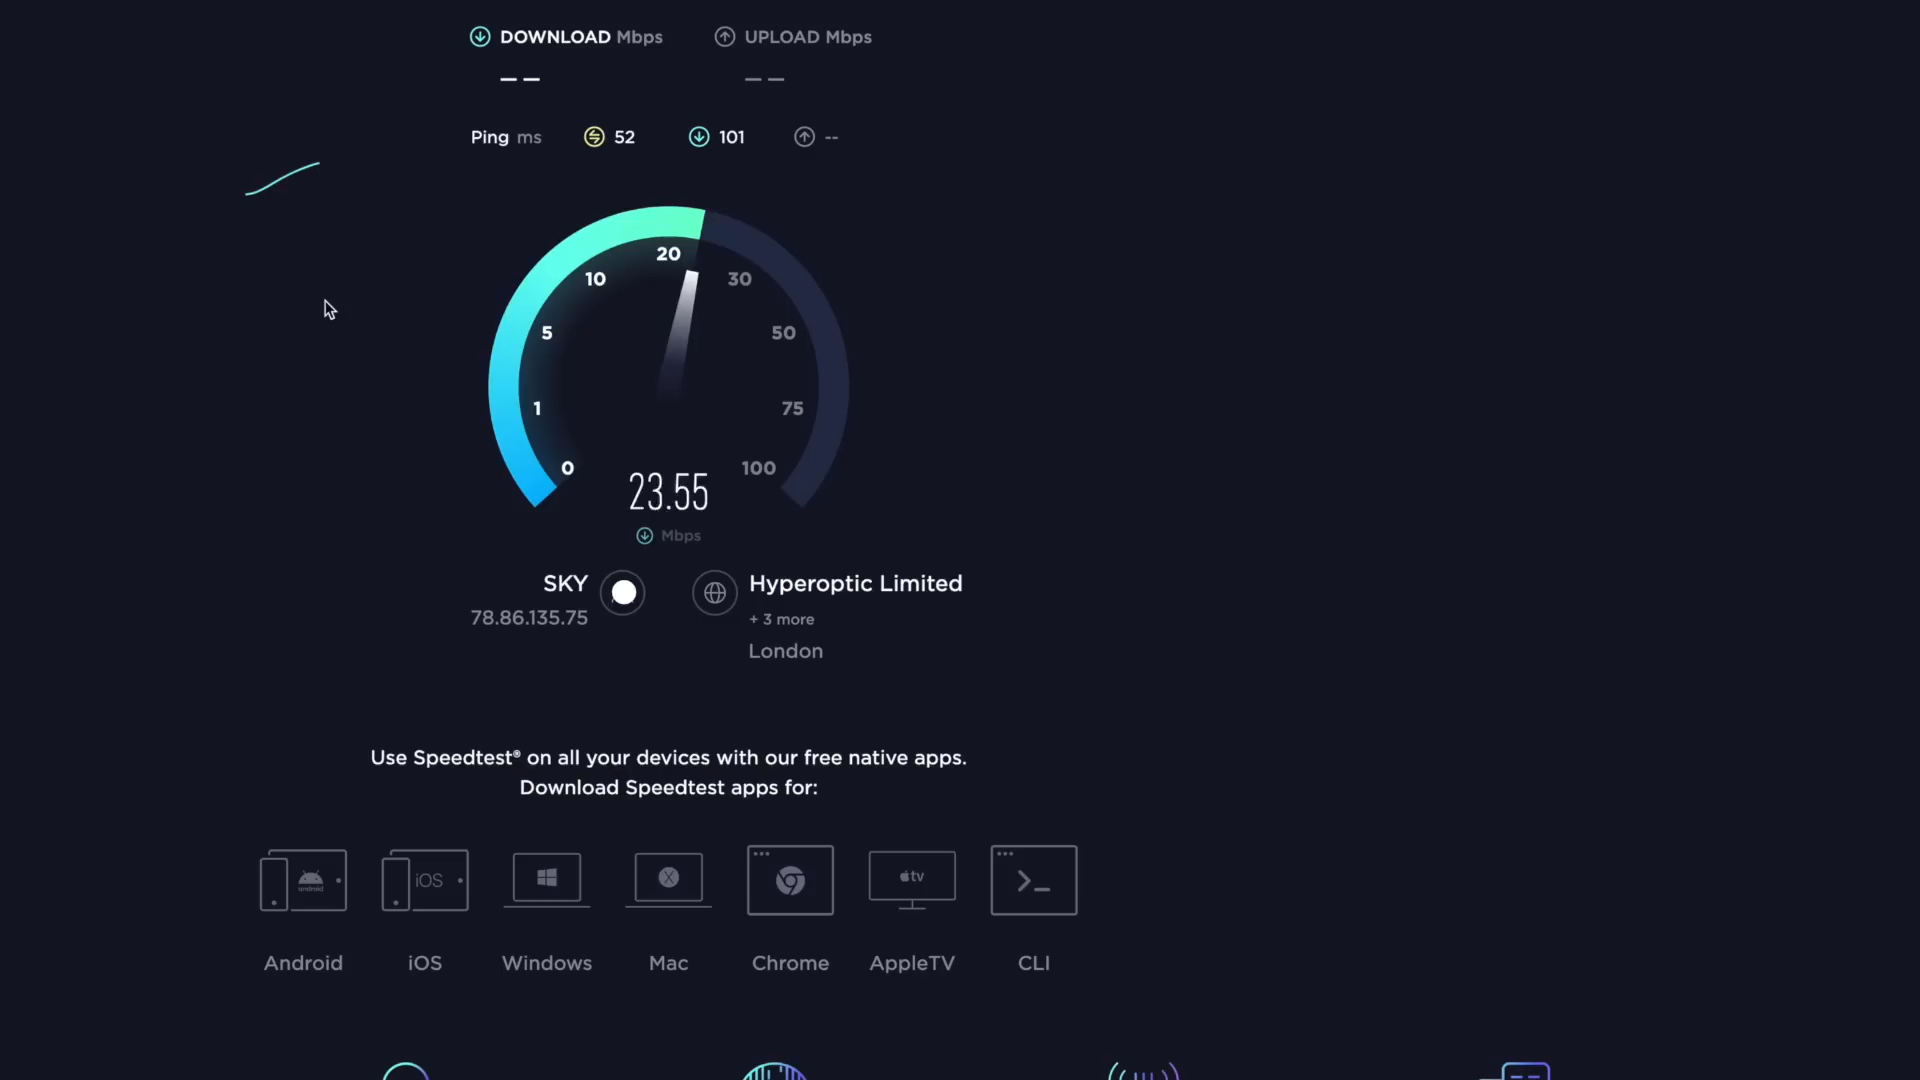 DOWNLOAD Mbps UPLOAD Mbps
— — — —
Ping ms 52 101 --
20
10 30
5 50
1 75
0 100
23.55
Mbps
SKY
78.86.135.75
Hyperoptic Limited
+ 3 more
London
Use Speedtest® on all your devices with our free native apps.
Download Speedtest apps for:
android iOS X tv >_
Android iOS Windows Mac Chrome AppleTV CLI